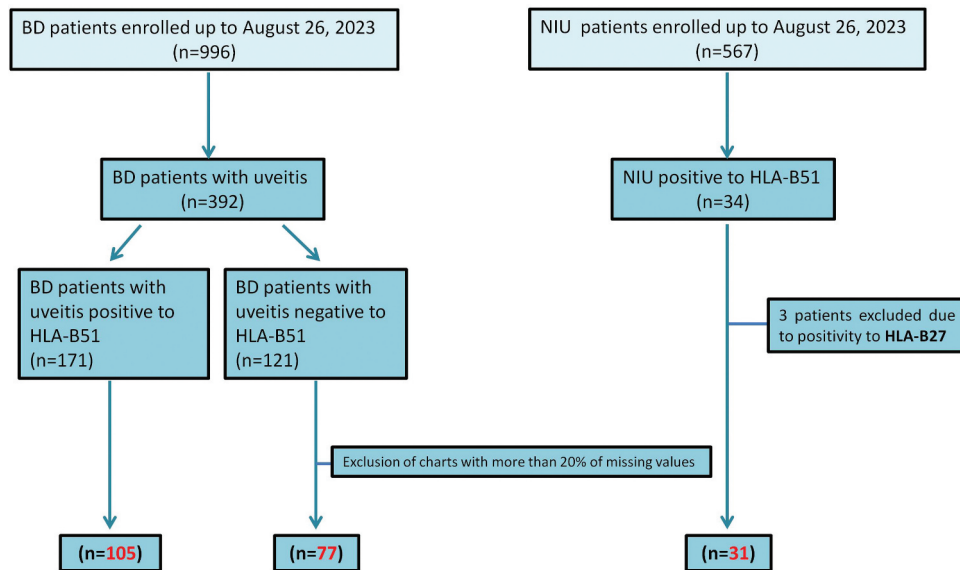 BD patients enrolled up to August 26, 2023
(n=996)
NIU patients enrolled up to August 26, 2023
(n=567)
BD patients with uveitis
(n=392)
NIU positive to HLA-B51
(n=34)
BD patients with
uveitis positive to
HLA-B51
(n=171)
BD patients with
uveitis negative to
HLA-B51
(n=121)
3 patients excluded due
to positivity to HLA-B27
Exclusion of charts with more than 20% of missing values
(n=105)
(n=77)
(n=31)